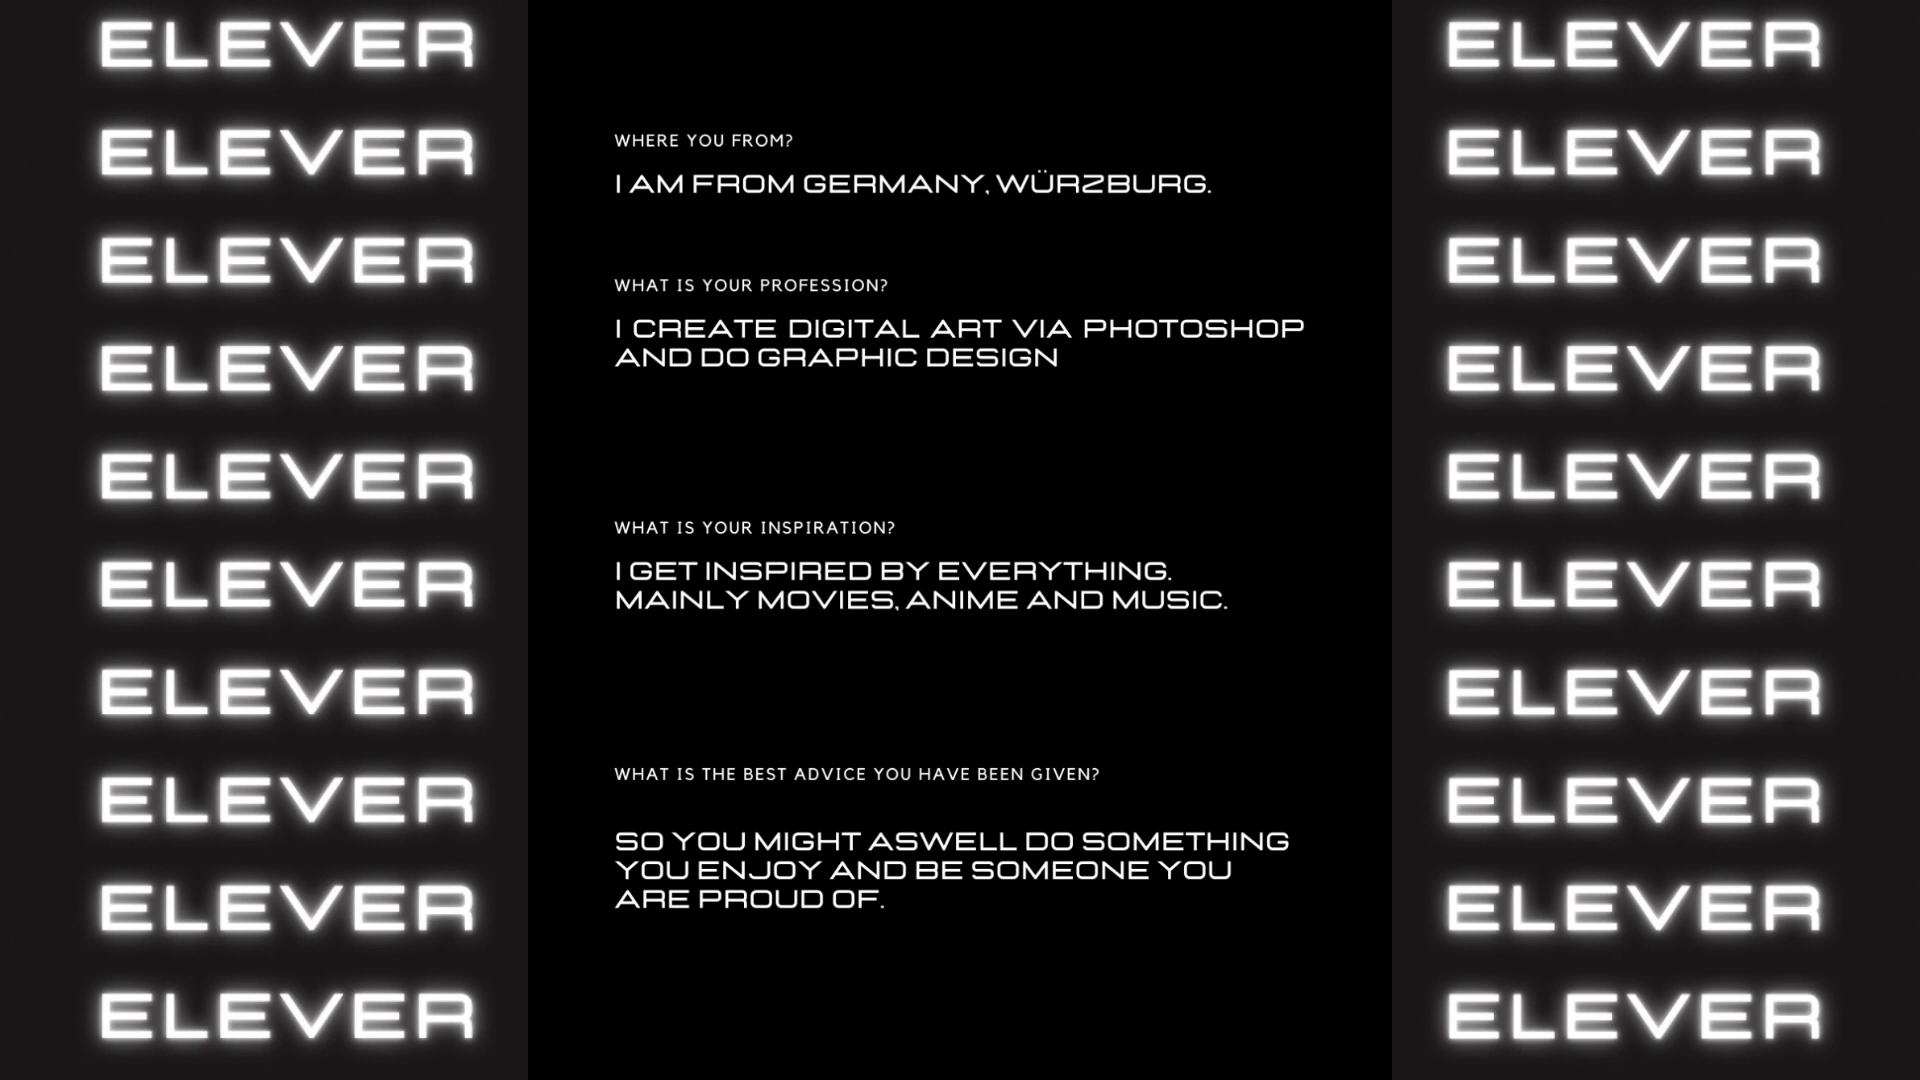 ELEVER
ELEVER
ELEVER
ELEVER
ELEVER
ELEVER
ELEVER
ELEVER
ELEVER
ELEVER
WHERE YOU FROM?
I AM FROM GERMANY, WÜRZBURG.
WHAT IS YOUR PROFESSION?
I CREATE DIGITAL ART VIA PHOTOSHOP
AND DO GRAPHIC DESIGN
WHAT IS YOUR INSPIRATION?
I GET INSPIRED BY EVERYTHING.
MAINLY MOVIES, ANIME AND MUSIC.
WHAT IS THE BEST ADVICE YOU HAVE BEEN GIVEN?
SO YOU MIGHT ASWELL DO SOMETHING
YOU ENJOY AND BE SOMEONE YOU
ARE PROUD OF.
ELEVER
ELEVER
ELEVER
ELEVER
ELEVER
ELEVER
ELEVER
ELEVER
ELEVER
ELEVER